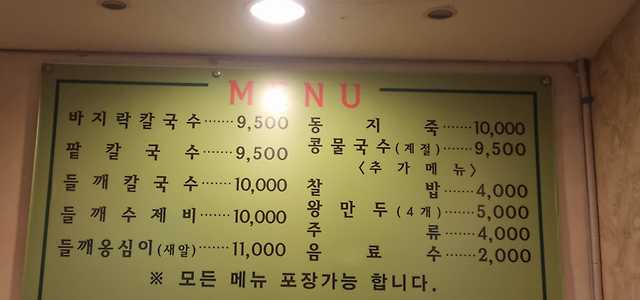 MENU
바지락칼국수······9,500
팥칼국수······9,500
들깨칼국수······10,000
들깨수제비······10,000
들깨옹심이(새알)······11,000
동지죽······10,000
콩물국수(계절)······9,500
<추가메뉴>
찰밥······4,000
왕만두(4개)······5,000
주류······4,000
음료수······2,000
※ 모든 메뉴 포장가능 합니다.